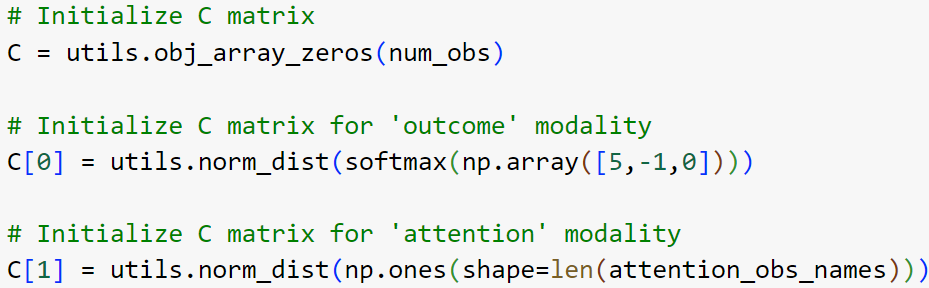 # Initialize C matrix
C = utils.obj_array_zeros(num_obs)
# Initialize C matrix for 'outcome' modality
C[0] = utils.norm_dist(softmax(np.array([5,-1,0])))
# Initialize C matrix for 'attention' modality
C[1] = utils.norm_dist(np.ones(shape=len(attention_obs_names)))